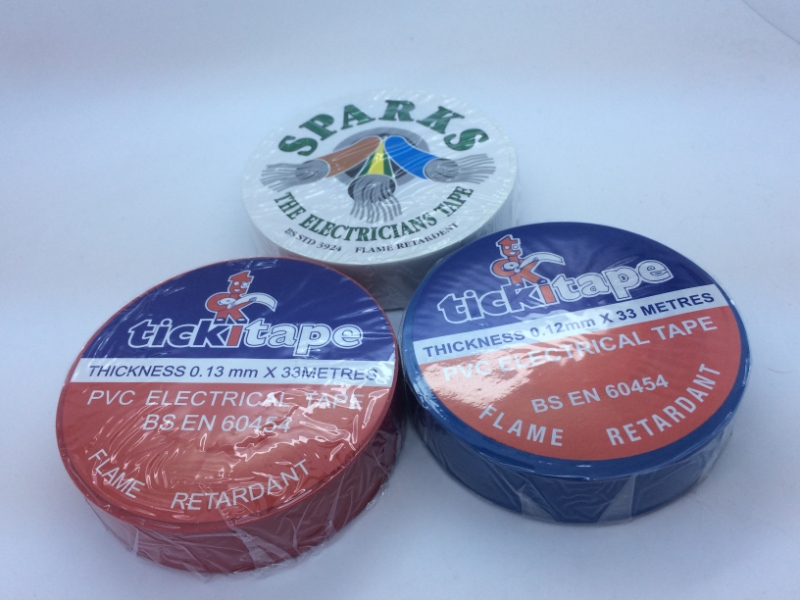 SPARKS
THE ELECTRICIANS TAPE
BS STD 3924 FLAME RETARDENT
tickitape
THICKNESS 0.13 mm X 33METRES
PVC ELECTRICAL TAPE
BS EN 60454
FLAME RETARDANT
tickitape
THICKNESS 0.12mm X 33 METRES
PVC ELECTRICAL TAPE
BS EN 60454
FLAME RETARDANT